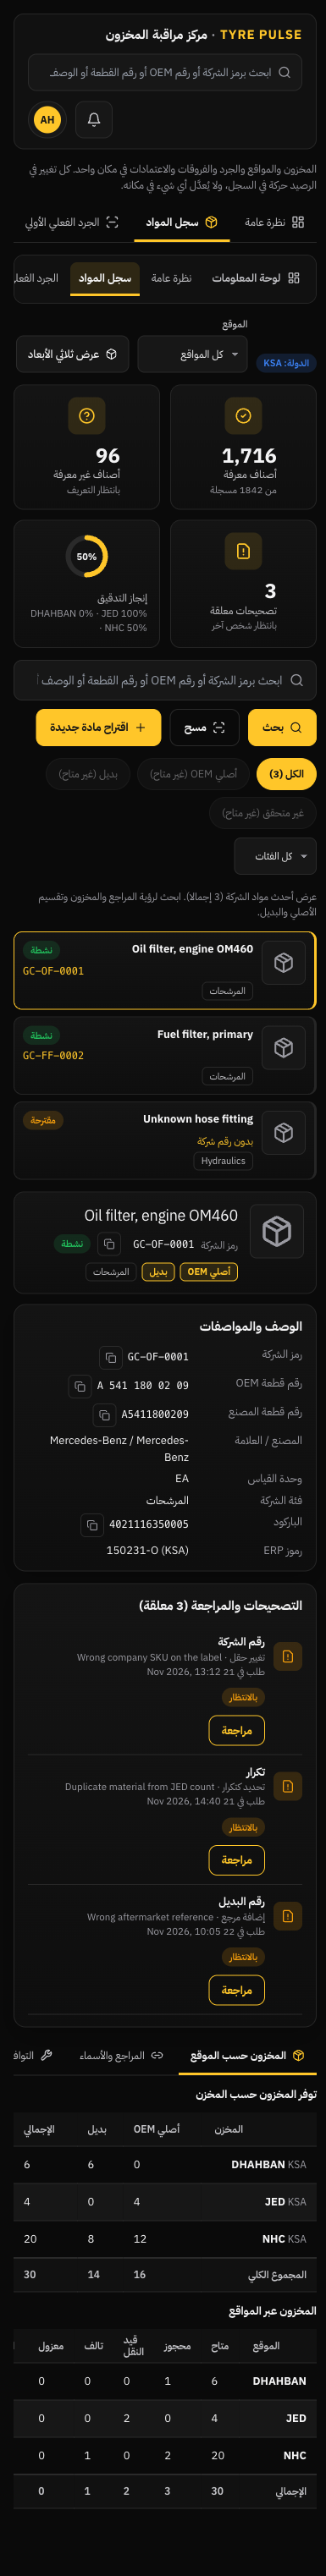 TYRE PULSE · مركز مراقبة المخزون
ابحث برمز الشركة أو رقم OEM أو رقم القطعة أو الوصف
AH
المخزون والمواقع والجرد والفروقات والاعتمادات في مكان واحد. كل تغيير في
الرصيد حركة في السجل، ولا يُعدَّل أي شيء في مكانه.
نظرة عامة
سجل المواد
الجرد الفعلي الأولي
لوحة المعلومات
نظرة عامة
سجل المواد
الجرد الفعلي
الموقع
الدولة: KSA
كل المواقع
عرض ثلاثي الأبعاد
1,716
أصناف معرفة
من 1842 مسجلة
96
أصناف غير معرفة
بانتظار التعريف
3
تصحيحات معلقة
بانتظار شخص آخر
50%
إنجاز التدقيق
DHAHBAN 0% · JED 100%
· NHC 50%
ابحث برمز الشركة أو رقم OEM أو رقم القطعة أو الوصف
بحث
مسح
اقتراح مادة جديدة
الكل (3)
أصلي OEM (غير متاح)
بديل (غير متاح)
غير متحقق (غير متاح)
كل الفئات
عرض أحدث مواد الشركة (3 إجمالا). ابحث لرؤية المراجع والمخزون وتقسيم
الأصلي والبديل.
Oil filter, engine OM460
نشطة
GC-OF-0001
المرشحات
Fuel filter, primary
نشطة
GC-FF-0002
المرشحات
Unknown hose fitting
مقترحة
بدون رقم شركة
Hydraulics
Oil filter, engine OM460
رمز الشركة GC-OF-0001
نشطة
أصلي OEM
بديل
المرشحات
الوصف والمواصفات
رمز الشركة
GC-OF-0001
رقم قطعة OEM
A 541 180 02 09
رقم قطعة المصنع
A5411800209
المصنع / العلامة
Mercedes-Benz / Mercedes-
Benz
وحدة القياس
EA
فئة الشركة
المرشحات
الباركود
4021116350005
رموز ERP
150231-O (KSA)
التصحيحات والمراجعة (3 معلقة)
رقم الشركة
تغيير حقل · Wrong company SKU on the label
طلب في 21 Nov 2026, 13:12
بالانتظار
مراجعة
تكرار
تحديد كتكرار · Duplicate material from JED count
طلب في 21 Nov 2026, 14:40
بالانتظار
مراجعة
رقم البديل
إضافة مرجع · Wrong aftermarket reference
طلب في 22 Nov 2026, 10:05
بالانتظار
مراجعة
المخزون حسب الموقع
المراجع والأسماء
التوافق
توفر المخزون حسب المخزن
المخزن
أصلي OEM
بديل
الإجمالي
DHAHBAN KSA
0
6
6
JED KSA
4
0
4
NHC KSA
12
8
20
المجموع الكلي
16
14
30
المخزون عبر المواقع
الموقع
متاح
محجوز
قيد
النقل
تالف
معزول
DHAHBAN
6
1
0
0
0
JED
4
0
2
0
0
NHC
20
2
0
1
0
الإجمالي
30
3
2
1
0